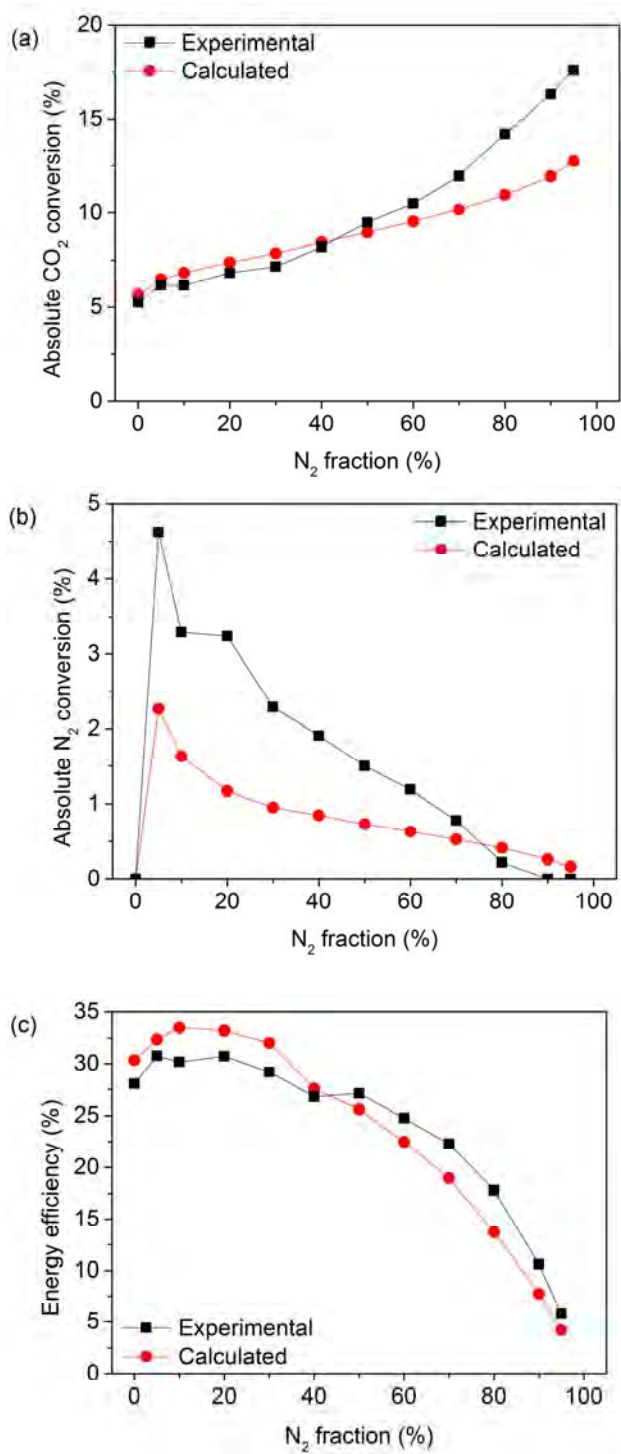 (a)
Experimental
Calculated
Absolute CO₂ conversion (%)
20
15
10
5
0
0 20 40 60 80 100
N₂ fraction (%)
(b)
Experimental
Calculated
Absolute N₂ conversion (%)
5
4
3
2
1
0
0 20 40 60 80 100
N₂ fraction (%)
(c)
Energy efficiency (%)
35
30
25
20
15
10
5
0
Experimental
Calculated
0 20 40 60 80 100
N₂ fraction (%)